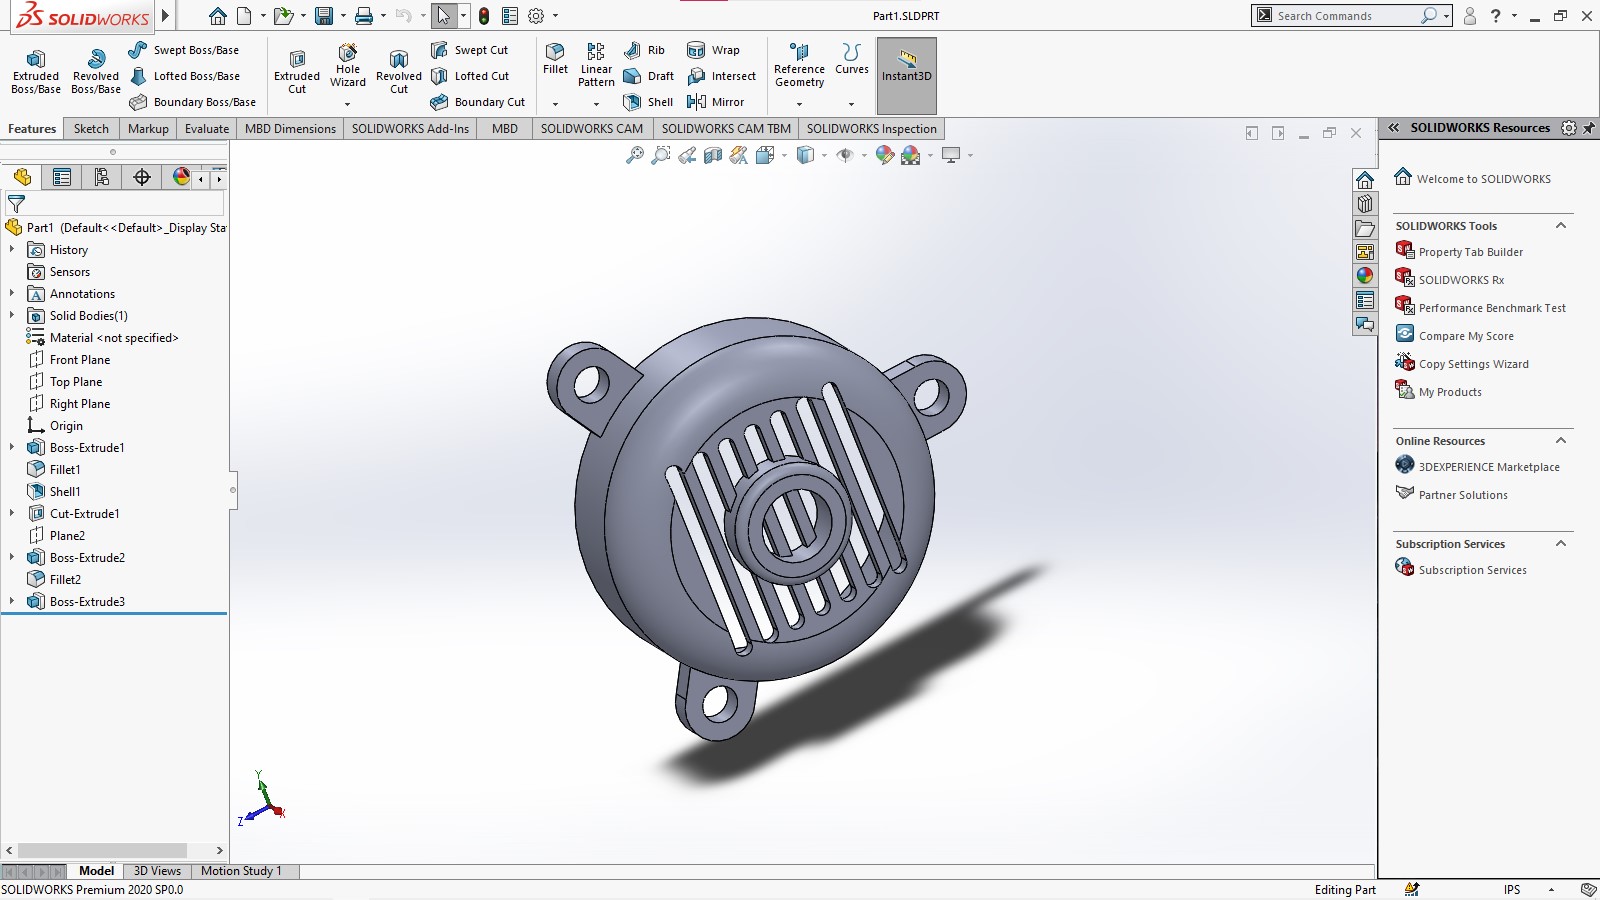 SOLIDWORKS
Part1.SLDPRT
Search Commands
?
Extruded Boss/Base
Revolved Boss/Base
Swept Boss/Base
Lofted Boss/Base
Boundary Boss/Base
Extruded Cut
Hole Wizard
Revolved Cut
Swept Cut
Lofted Cut
Boundary Cut
Fillet
Linear Pattern
Rib
Draft
Shell
Wrap
Intersect
Mirror
Reference Geometry
Curves
Instant3D
Features
Sketch
Markup
Evaluate
MBD Dimensions
SOLIDWORKS Add-Ins
MBD
SOLIDWORKS CAM
SOLIDWORKS CAM TBM
SOLIDWORKS Inspection
Part1 (Default<<Default>_Display Sta
History
Sensors
Annotations
Solid Bodies(1)
Material <not specified>
Front Plane
Top Plane
Right Plane
Origin
Boss-Extrude1
Fillet1
Shell1
Cut-Extrude1
Plane2
Boss-Extrude2
Fillet2
Boss-Extrude3
Y
Z
X
SOLIDWORKS Resources
Welcome to SOLIDWORKS
SOLIDWORKS Tools
Property Tab Builder
SOLIDWORKS Rx
Performance Benchmark Test
Compare My Score
Copy Settings Wizard
My Products
Online Resources
3DEXPERIENCE Marketplace
Partner Solutions
Subscription Services
Subscription Services
Model
3D Views
Motion Study 1
SOLIDWORKS Premium 2020 SP0.0
Editing Part
IPS